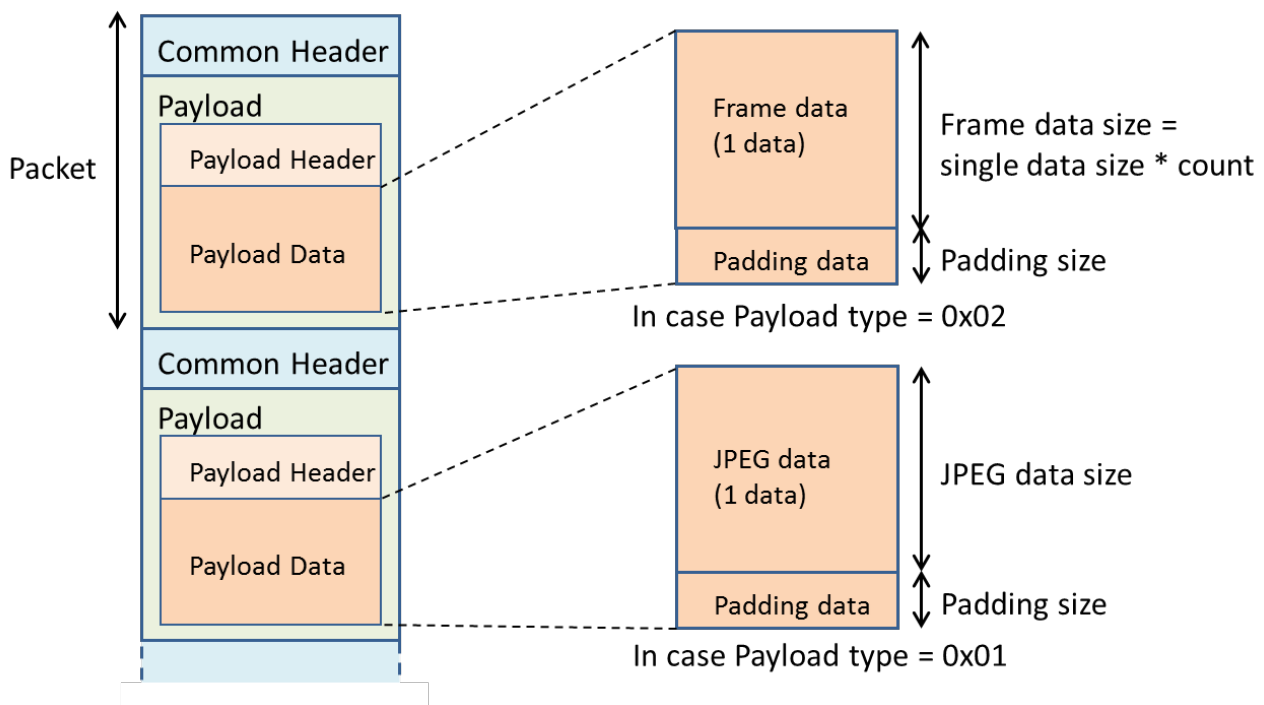 Packet
Common Header
Payload
Payload Header
Payload Data
Common Header
Payload
Payload Header
Payload Data
Frame data
(1 data)
Padding data
Frame data size =
single data size * count
Padding size
In case Payload type = 0x02
JPEG data
(1 data)
Padding data
JPEG data size
Padding size
In case Payload type = 0x01